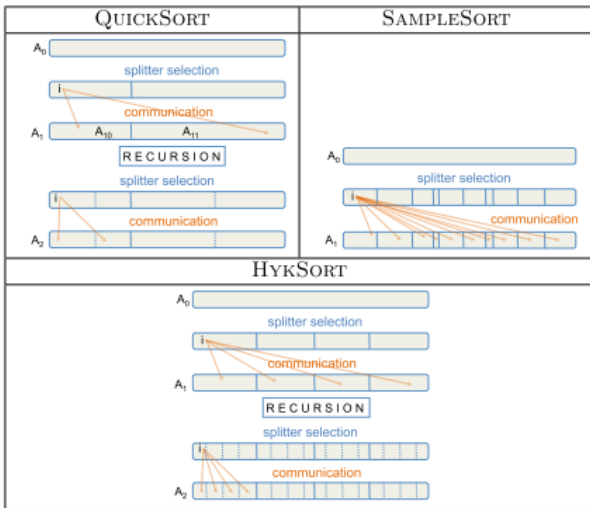 QUICKSORT
A0
splitter selection
i
communication
A1
A10
A11
RECURSION
splitter selection
i
communication
A2
SAMPLESORT
A0
splitter selection
i
communication
A1
HYKSORT
A0
splitter selection
i
communication
A1
RECURSION
splitter selection
i
communication
A2